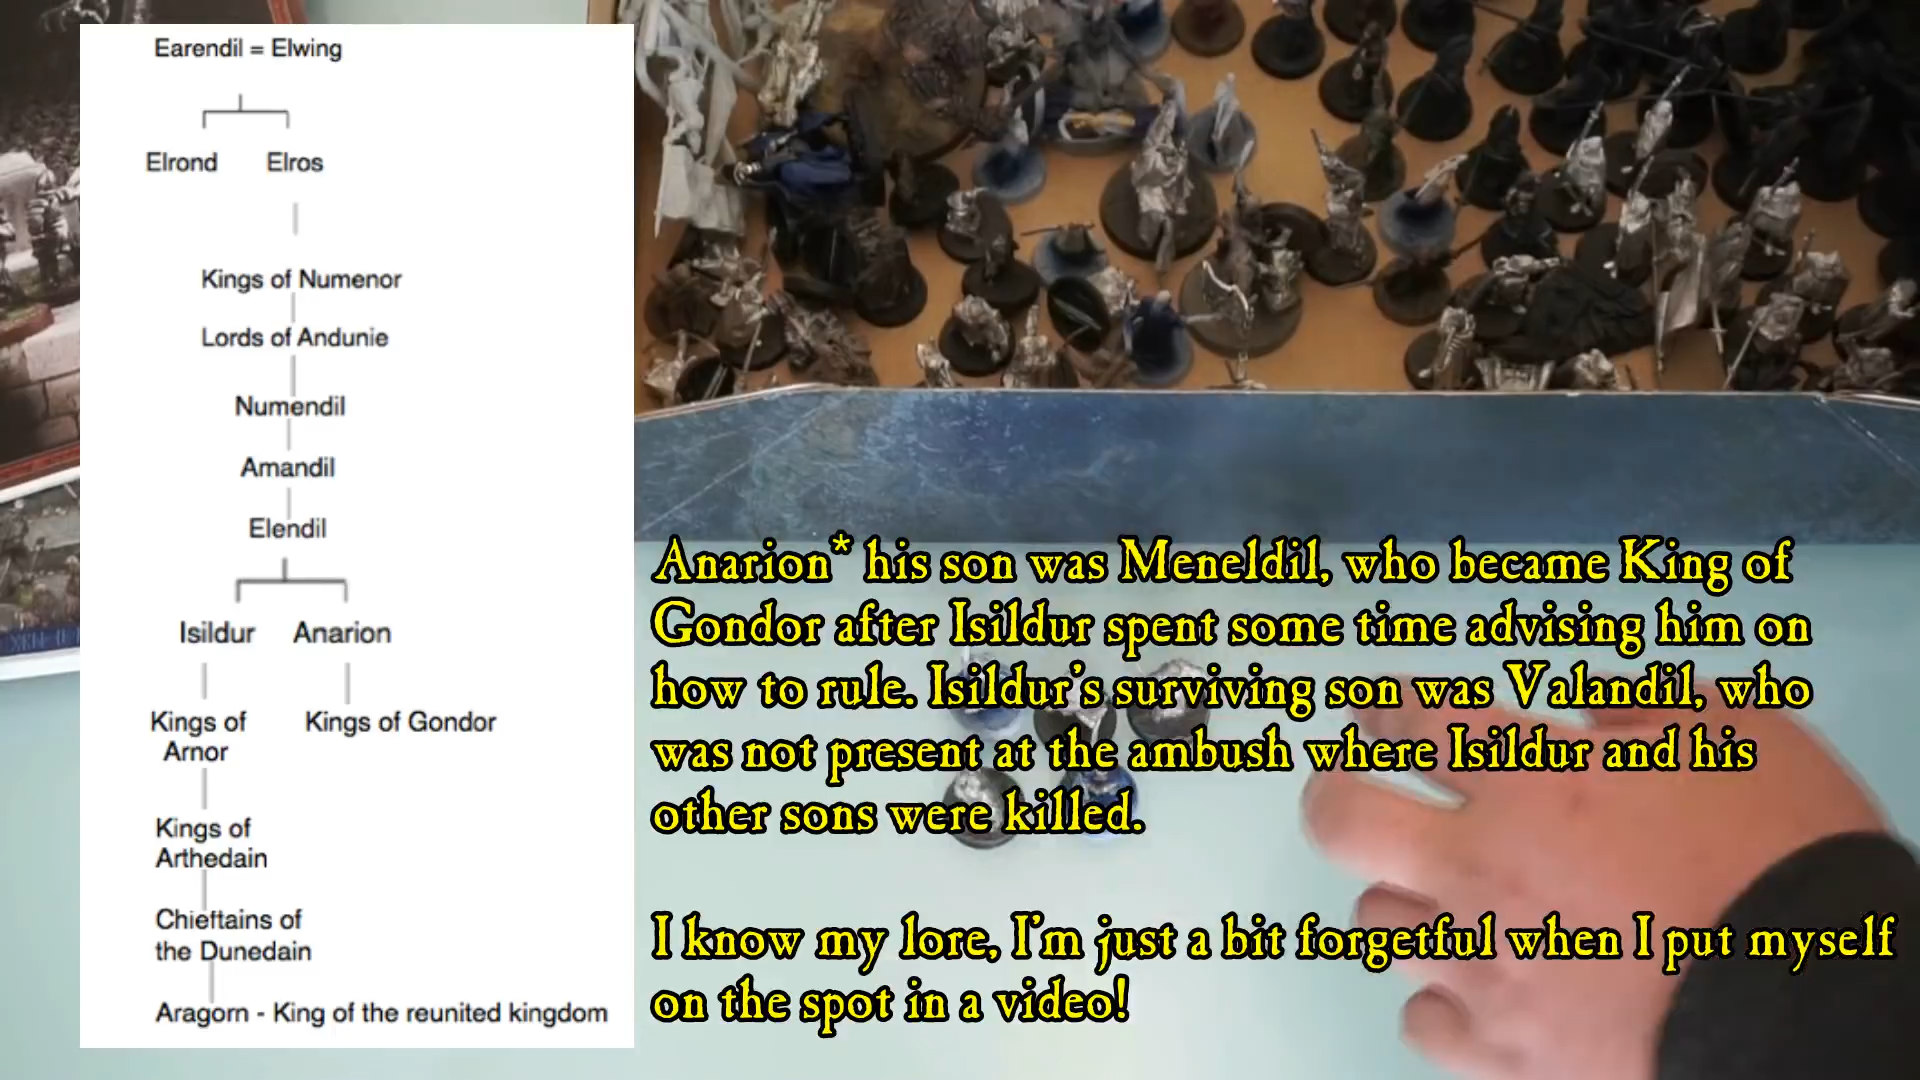 Earendil = Elwing
Elrond Elros
Kings of Numenor
Lords of Andunie
Numendil
Amandil
Elendil
Isildur Anarion
Kings of Arnor
Kings of Gondor
Kings of
Arthedain
Chieftains of
the Dunedain
Aragorn - King of the reunited kingdom
Anarion* his son was Meneldil, who became King of
Gondor after Isildur spent some time advising him on
how to rule. Isildur's surviving son was Valandil, who
was not present at the ambush where Isildur and his
other sons were killed.
I know my lore, I'm just a bit forgetful when I put myself
on the spot in a video!